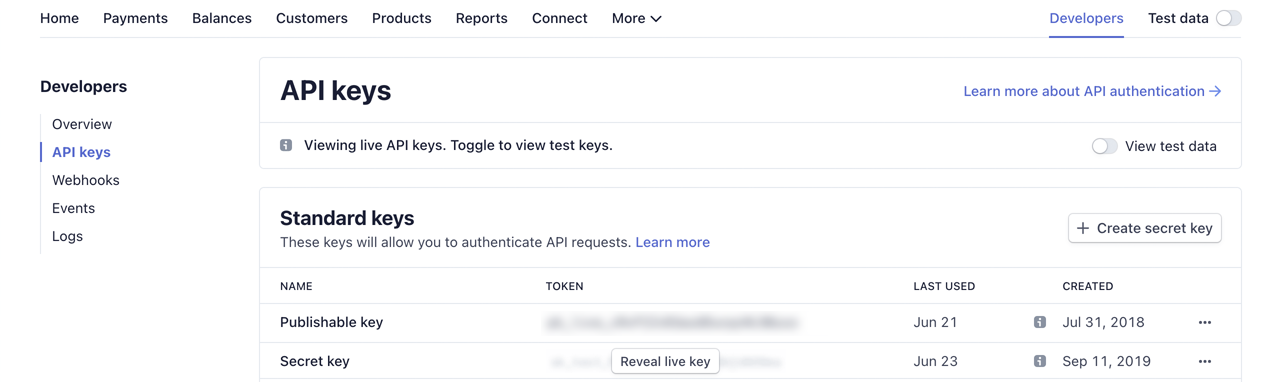 Home Payments Balances Customers Products Reports Connect More Developers Test data
Developers
Overview
API keys
Webhooks
Events
Logs
API keys Learn more about API authentication →
Viewing live API keys. Toggle to view test keys. View test data
Standard keys
These keys will allow you to authenticate API requests. Learn more
+ Create secret key
NAME TOKEN LAST USED CREATED
Publishable key Jun 21 Jul 31, 2018 •••
Secret key Reveal live key Jun 23 Sep 11, 2019 •••